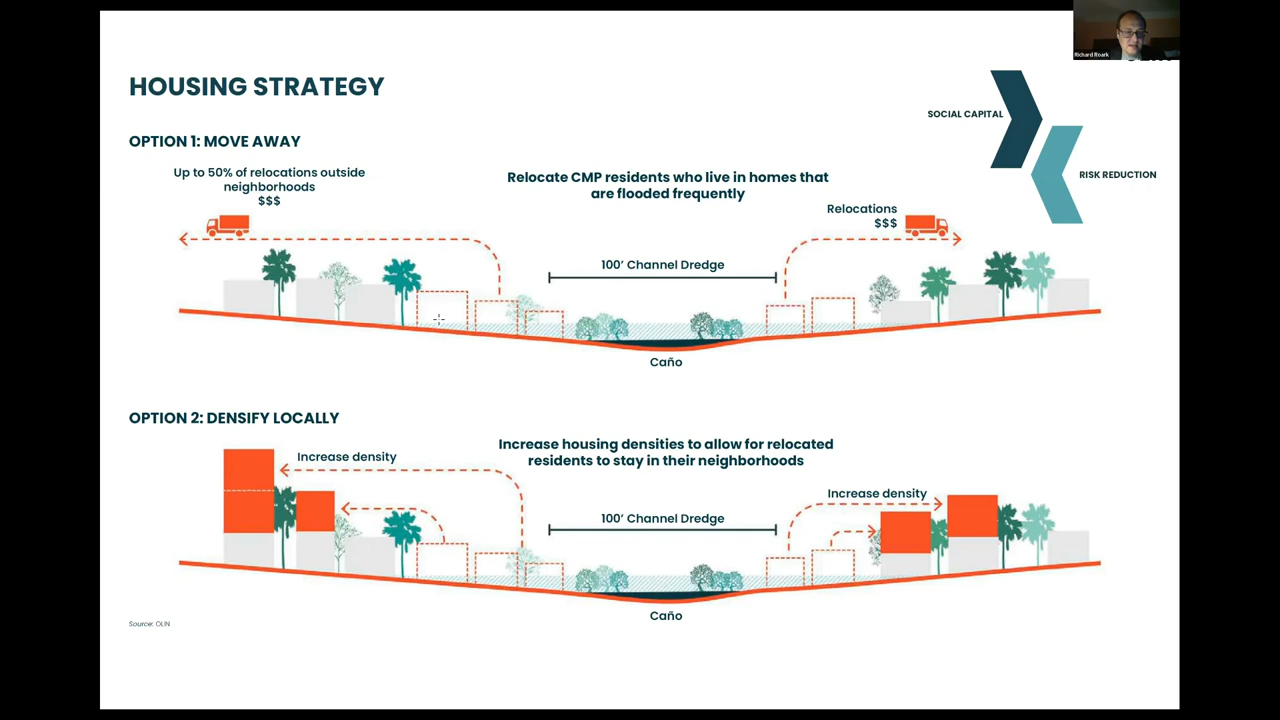 Richard Roark
HOUSING STRATEGY
SOCIAL CAPITAL
RISK REDUCTION
OPTION 1: MOVE AWAY
Up to 50% of relocations outside
neighborhoods
$$$
Relocate CMP residents who live in homes that
are flooded frequently
Relocations
$$$
100’ Channel Dredge
Caño
OPTION 2: DENSIFY LOCALLY
Increase density
Increase housing densities to allow for relocated
residents to stay in their neighborhoods
Increase density
100’ Channel Dredge
Caño
Source: OLIN